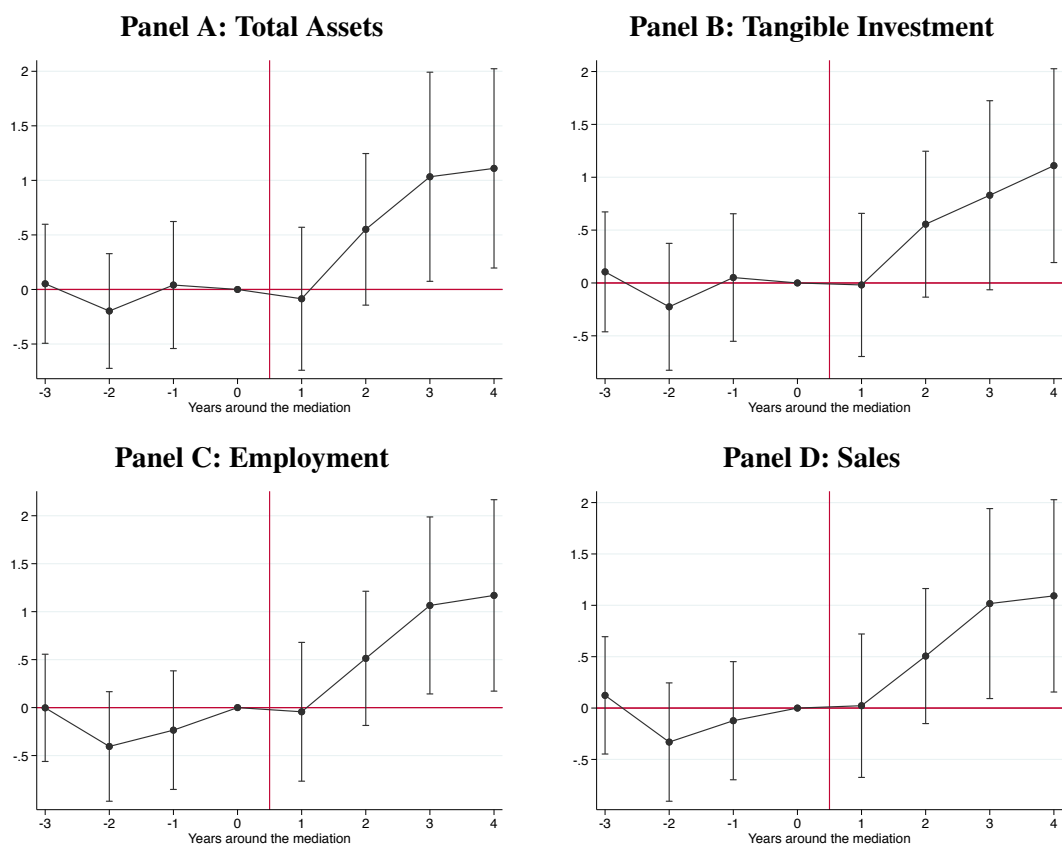 Panel A: Total Assets
2
1.5
1
.5
0
-.5
-3 -2 -1 0 1 2 3 4
Years around the mediation
Panel B: Tangible Investment
2
1.5
1
.5
0
-.5
-3 -2 -1 0 1 2 3 4
Years around the mediation
Panel C: Employment
2
1.5
1
.5
0
-.5
-3 -2 -1 0 1 2 3 4
Years around the mediation
Panel D: Sales
2
1.5
1
.5
0
-.5
-3 -2 -1 0 1 2 3 4
Years around the mediation